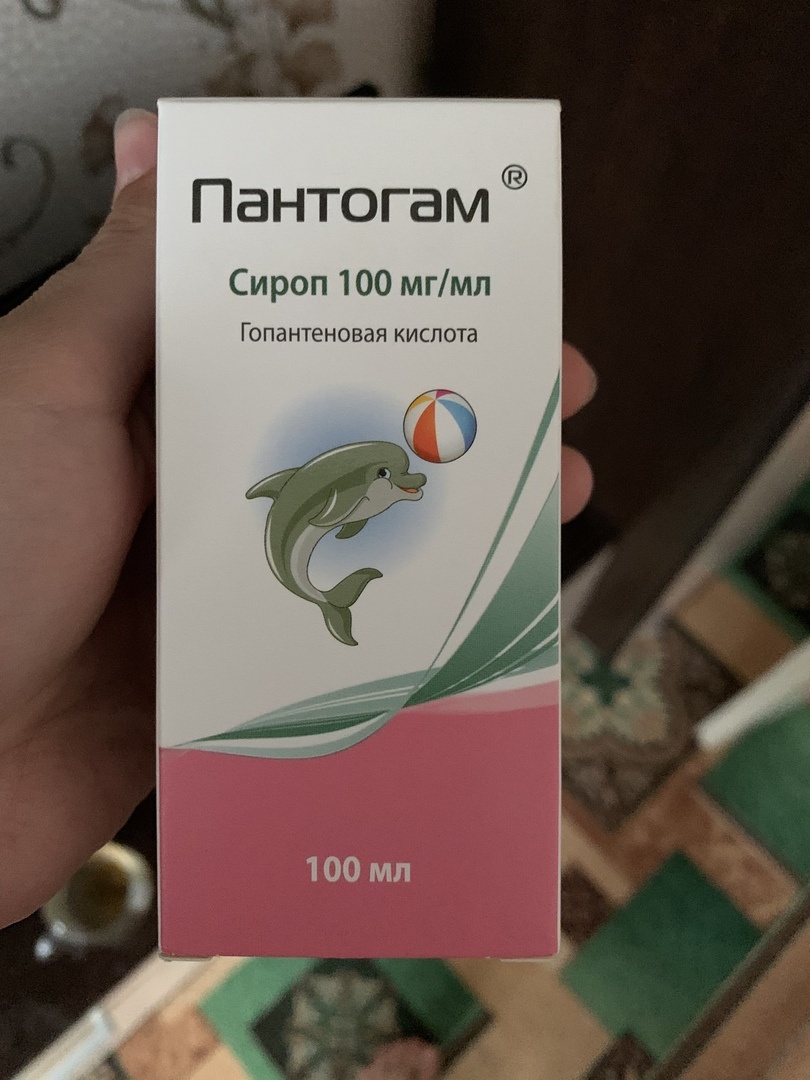 Пантогам ®
Сироп 100 мг/мл
Гопантеновая кислота
100 мл